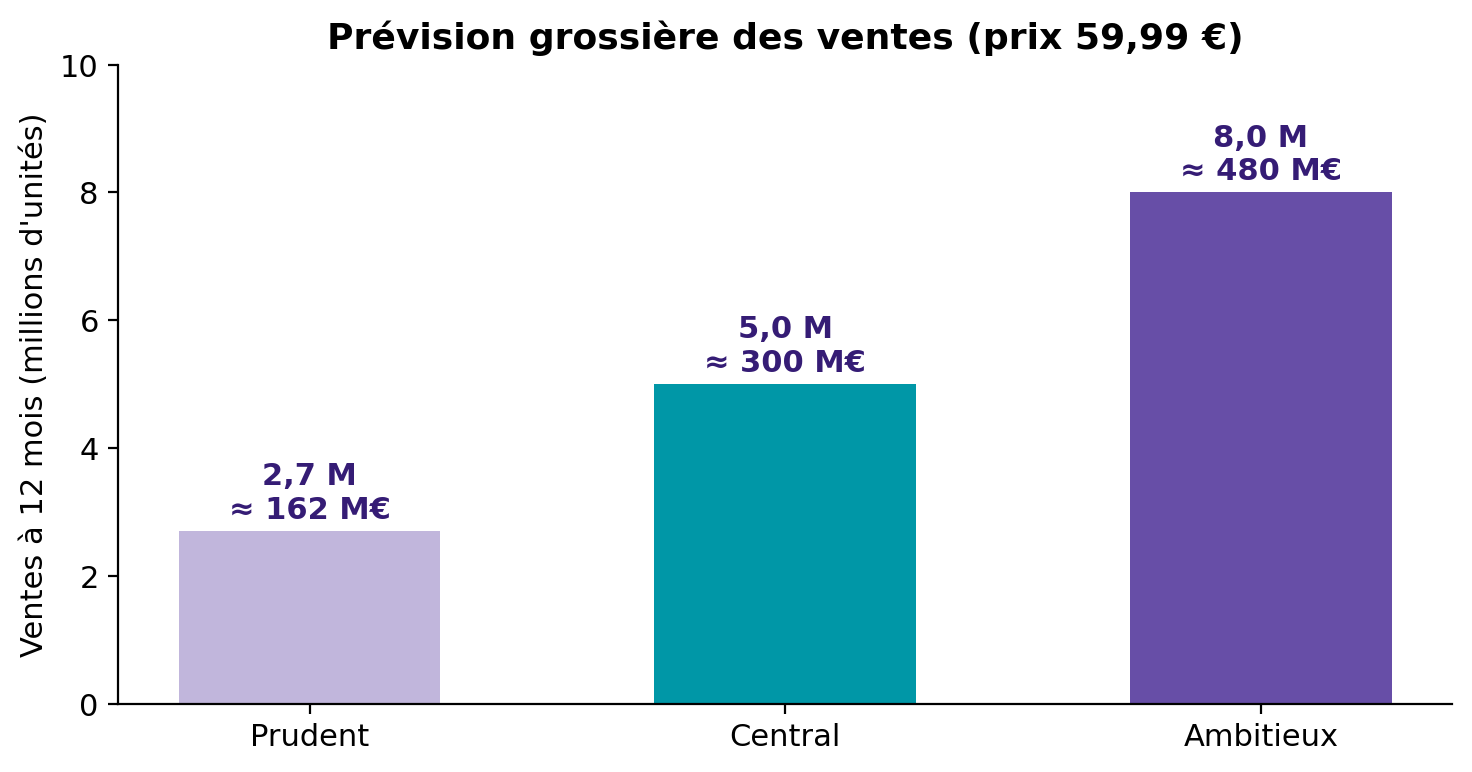 Prévision grossière des ventes (prix 59,99 €)
Ventes à 12 mois (millions d'unités)
10
8
6
4
2
0
2,7 M
≈ 162 M€
5,0 M
≈ 300 M€
8,0 M
≈ 480 M€
Prudent
Central
Ambitieux